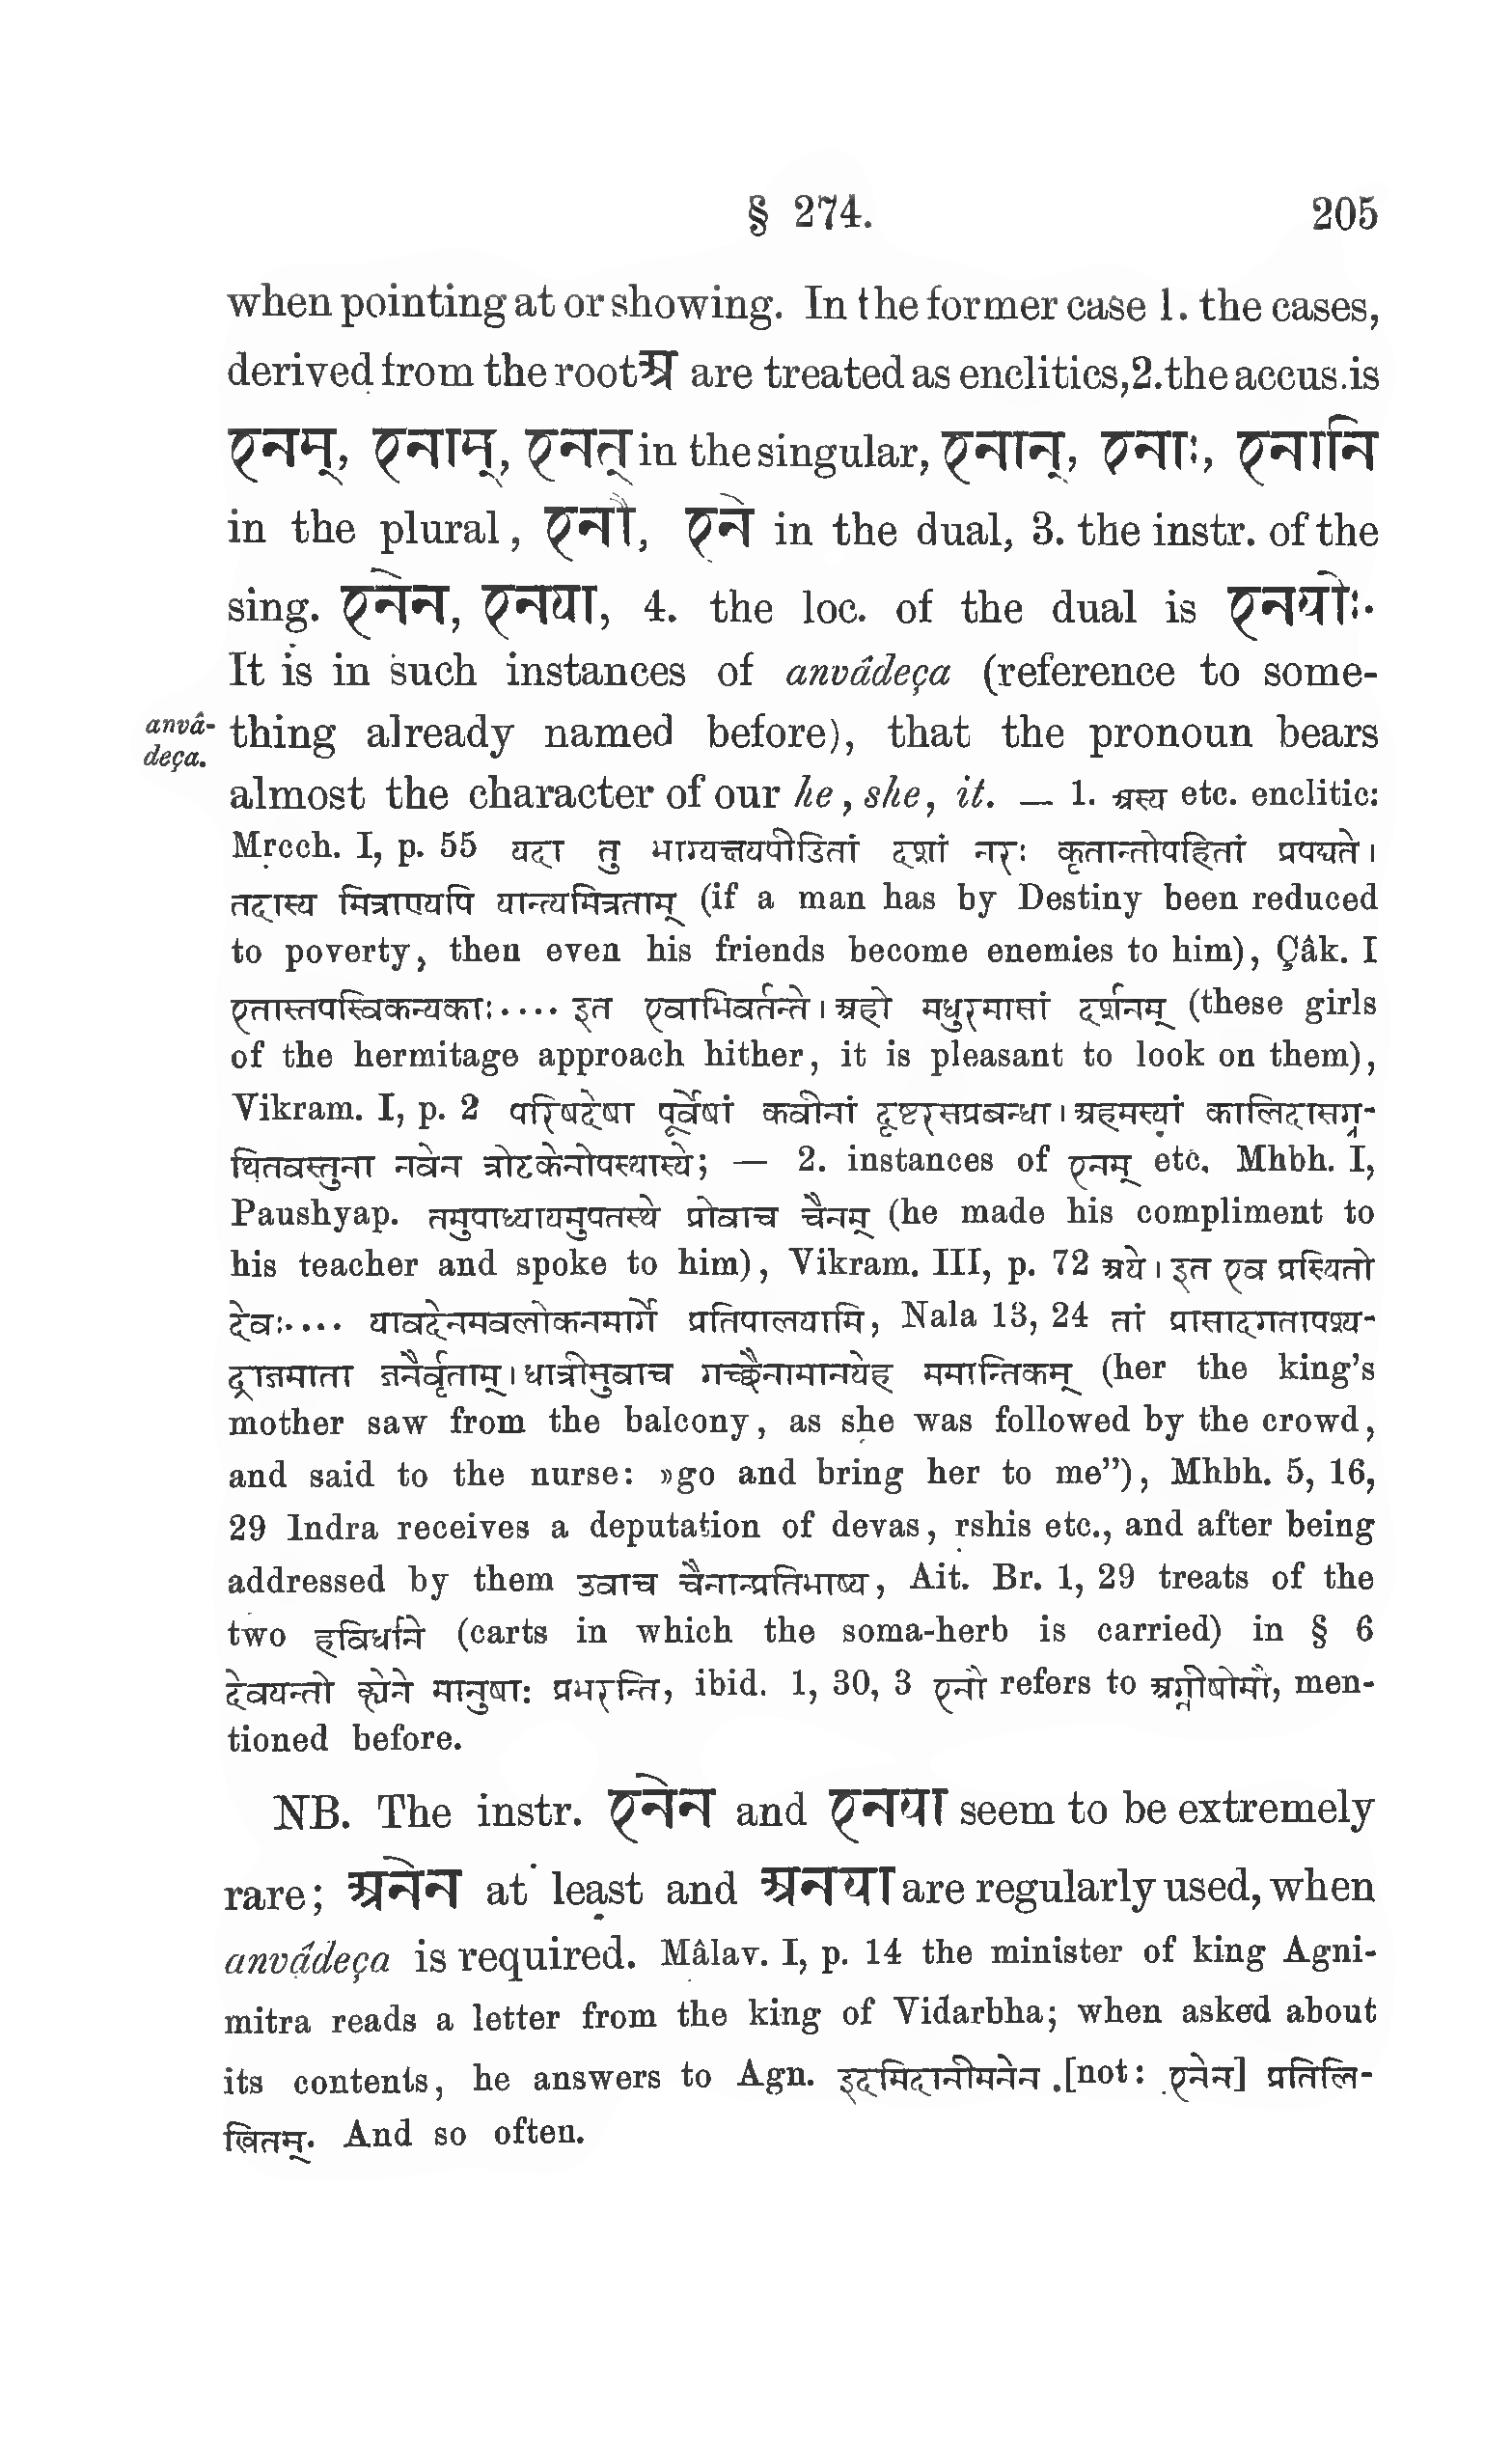 § 274. 205
when pointing at or showing. In the former case 1. the cases,
derived from the root अ are treated as enclitics, 2. the accus. is
एनम्, एनाम्, एनत् in the singular, एनान्, एनाः, एनानि
in the plural, एनौ, एने in the dual, 3. the instr. of the
sing. एनेन, एनया, 4. the loc. of the dual is एनयोः.
It is in such instances of anvâdeça (reference to some-
anvâ-
deça.
thing already named before), that the pronoun bears
almost the character of our he, she, it. — 1. अस्य etc. enclitic:
Mṛcch. I, p. 55 यदा तु भाग्यक्षयपीडितां दशां नरः कृतान्तोपहितां प्रपद्यते ।
तदास्य मित्राण्यपि यान्त्यमित्रताम् (if a man has by Destiny been reduced
to poverty, then even his friends become enemies to him), Çâk. I
एतास्तपस्विकन्यकाः.... इत एवाभिवर्तन्ते । अहो मधुरमासां दर्शनम् (these girls
of the hermitage approach hither, it is pleasant to look on them),
Vikram. I, p. 2 परिषदेषा पूर्वेषां कवीनां दृष्टरसप्रबन्धा । अहमस्यां कालिदासग्र-
थितवस्तुना नवेन त्रोटकेनोपस्थास्ये; — 2. instances of एनम् etc. Mhbh. I,
Paushyap. तमुपाध्यायमुपतस्थे प्रोवाच चैनम् (he made his compliment to
his teacher and spoke to him), Vikram. III, p. 72 अये । इत एव प्रस्थितो
देवः.... यावदेनमवलोकनमार्गे प्रतिपालयामि, Nala 13, 24 तां प्रासादगतापश्य-
द्राजमाता जनैर्वृताम् । धात्रीमुवाच गच्छैनामानयेह ममान्तिकम् (her the king's
mother saw from the balcony, as she was followed by the crowd,
and said to the nurse: »go and bring her to me”), Mhbh. 5, 16,
29 Indra receives a deputation of devas, ṛshis etc., and after being
addressed by them उवाच चैनान्प्रतिभाष्य, Ait. Br. 1, 29 treats of the
two हविर्धाने (carts in which the soma-herb is carried) in § 6
देवयन्तो ह्येने मानुषाः प्रभरन्ति, ibid. 1, 30, 3 एनौ refers to अग्नीषोमौ, men-
tioned before.
NB. The instr. एनेन and एनया seem to be extremely
rare; अनेन at least and अनया are regularly used, when
anvâdeça is required. Mâlav. I, p. 14 the minister of king Agni-
mitra reads a letter from the king of Vidarbha; when asked about
its contents, he answers to Agn. इदमिदानीमनेन [not: एनेन] प्रतिलि-
खितम्. And so often.